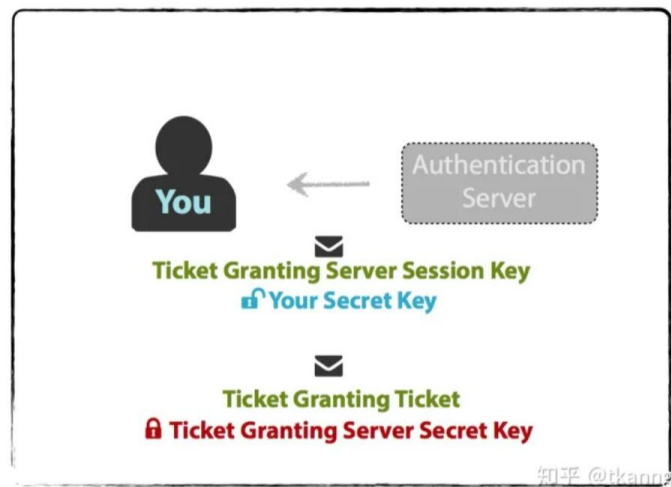 Authentication
Server
You
Ticket Granting Server Session Key
Your Secret Key
Ticket Granting Ticket
Ticket Granting Server Secret Key
知乎 @tkanna